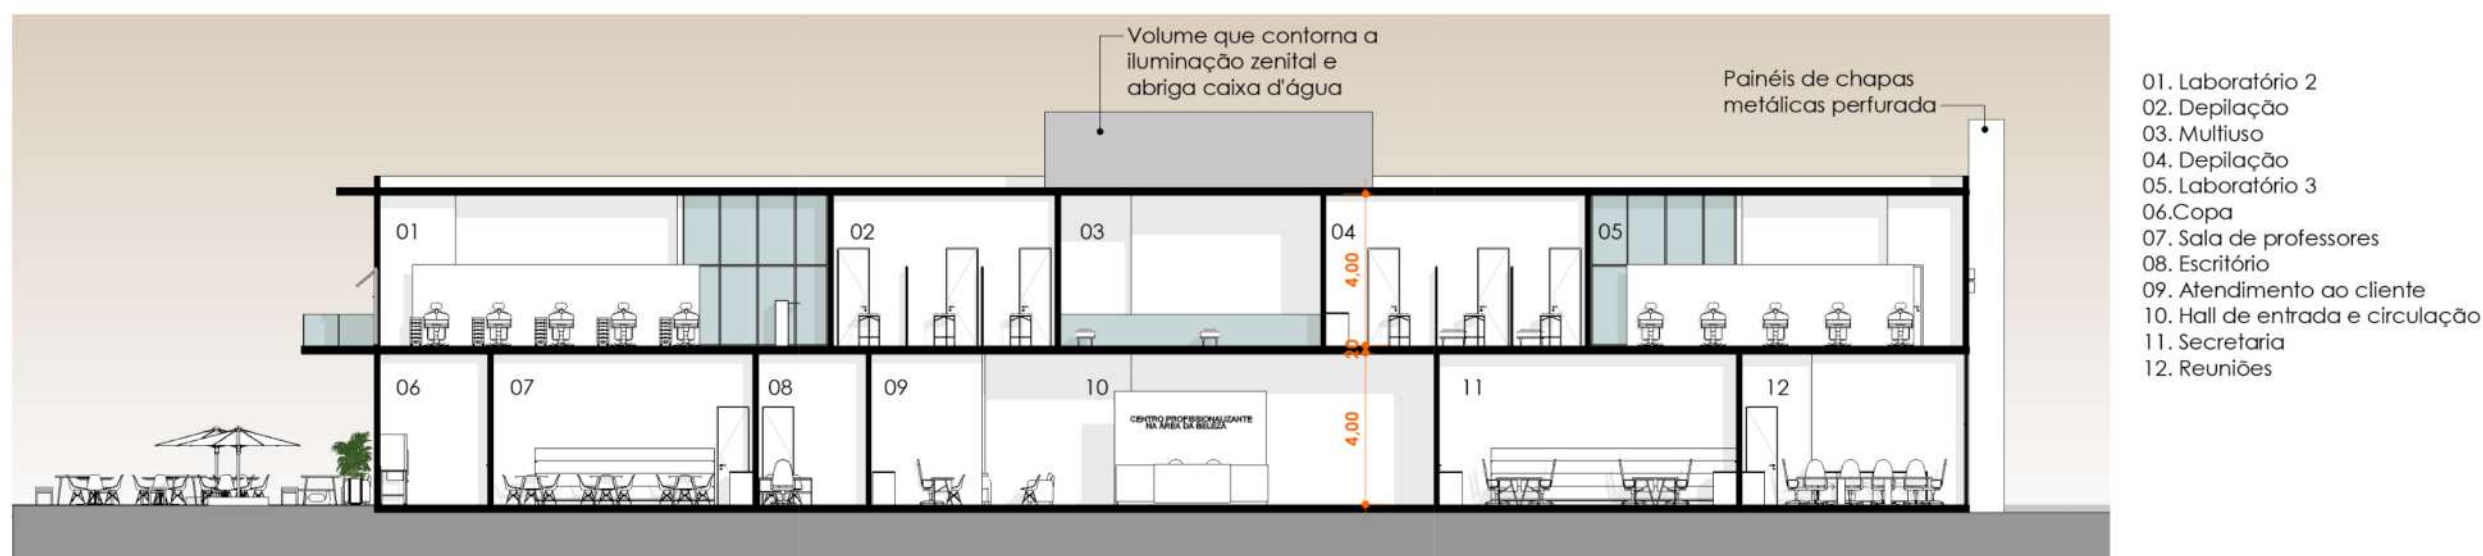 Volume que contorna a
iluminação zenital e
abriga caixa d'água
Painéis de chapas
metálicas perfurada
01
02
03
04
05
4,00
20
06
07
08
09
10
11
12
4,00
CENTRO PROFISSIONALIZANTE
NA ÁREA DA BELEZA
01. Laboratório 2
02. Depilação
03. Multiuso
04. Depilação
05. Laboratório 3
06.Copa
07. Sala de professores
08. Escritório
09. Atendimento ao cliente
10. Hall de entrada e circulação
11. Secretaria
12. Reuniões